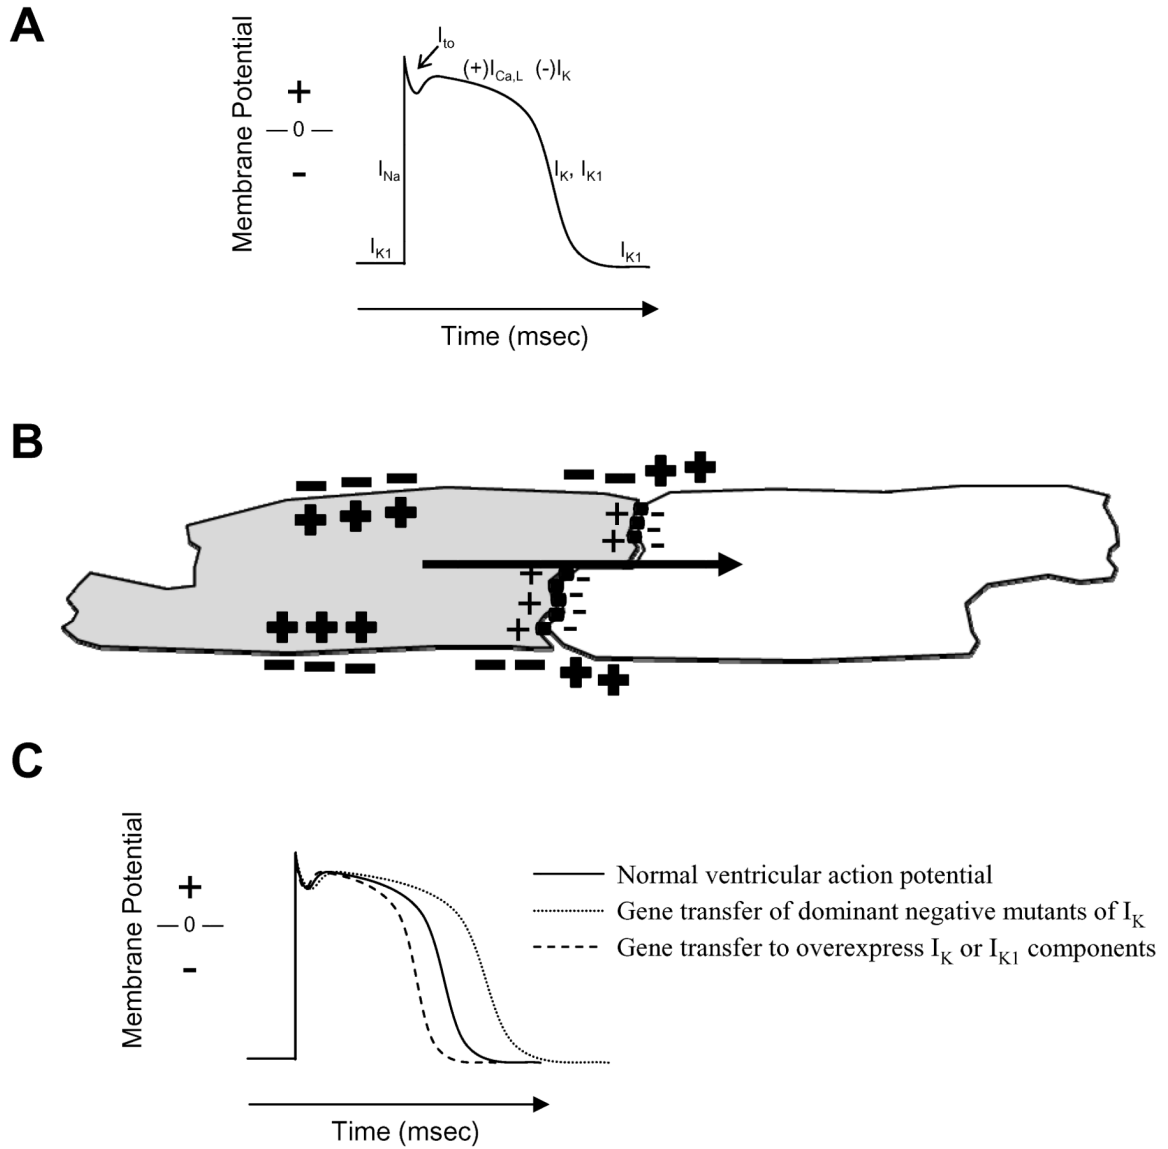 A
Membrane Potential
+
— 0 —
-
I_to
(+)I_Ca,L (-)I_K
I_Na
I_K, I_K1
I_K1
I_K1
Time (msec)
B
C
Membrane Potential
+
— 0 —
-
Normal ventricular action potential
Gene transfer of dominant negative mutants of I_K
Gene transfer to overexpress I_K or I_K1 components
Time (msec)